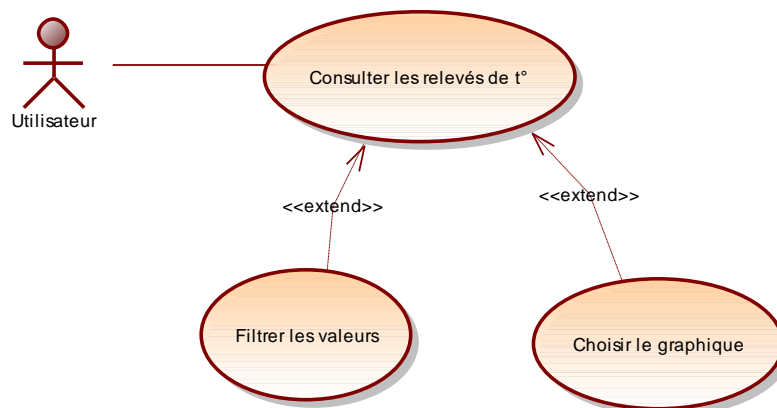 Consulter les relevés de t°
Utilisateur
<<extend>>
<<extend>>
Filtrer les valeurs
Choisir le graphique